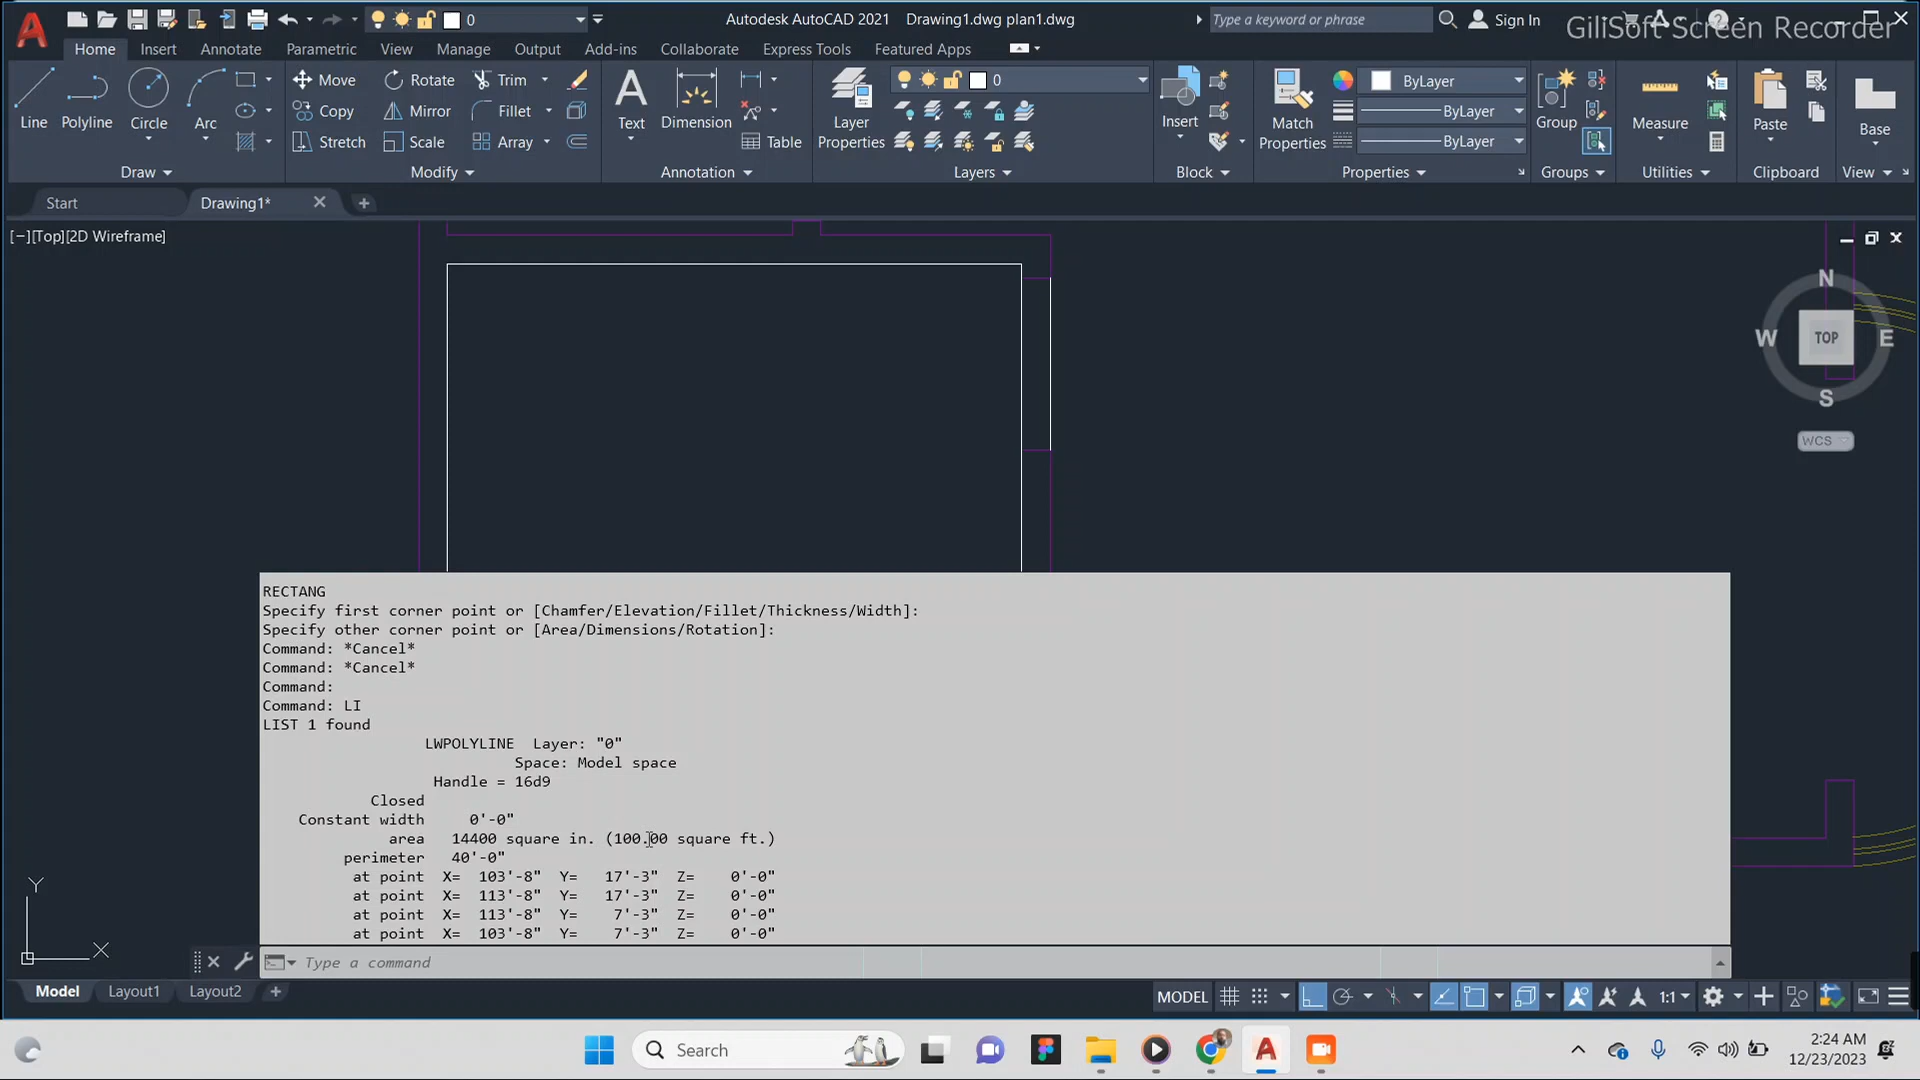 0
Autodesk AutoCAD 2021 Drawing1.dwg plan1.dwg
Type a keyword or phrase
Sign In
GiliSoft Screen Recorder
Home Insert Annotate Parametric View Manage Output Add-ins Collaborate Express Tools Featured Apps
Line Polyline Circle Arc
Move Rotate Trim
Copy Mirror Fillet
Stretch Scale Array
Text Dimension Table
Layer Properties
0
Insert
Match Properties
ByLayer
ByLayer
ByLayer
Group
Measure
Paste
Base
Draw Modify Annotation Layers Block Properties Groups Utilities Clipboard View
Start Drawing1*
[−][Top][2D Wireframe]
N
W TOP E
S
WCS
RECTANG
Specify first corner point or [Chamfer/Elevation/Fillet/Thickness/Width]:
Specify other corner point or [Area/Dimensions/Rotation]:
Command: *Cancel*
Command: *Cancel*
Command:
Command: LI
LIST 1 found
LWPOLYLINE Layer: "0"
Space: Model space
Handle = 16d9
Closed
Constant width 0'-0"
area 14400 square in. (100.00 square ft.)
perimeter 40'-0"
at point X= 103'-8" Y= 17'-3" Z= 0'-0"
at point X= 113'-8" Y= 17'-3" Z= 0'-0"
at point X= 113'-8" Y= 7'-3" Z= 0'-0"
at point X= 103'-8" Y= 7'-3" Z= 0'-0"
Y
X
Type a command
Model Layout1 Layout2
MODEL
1:1
Search
2:24 AM
12/23/2023